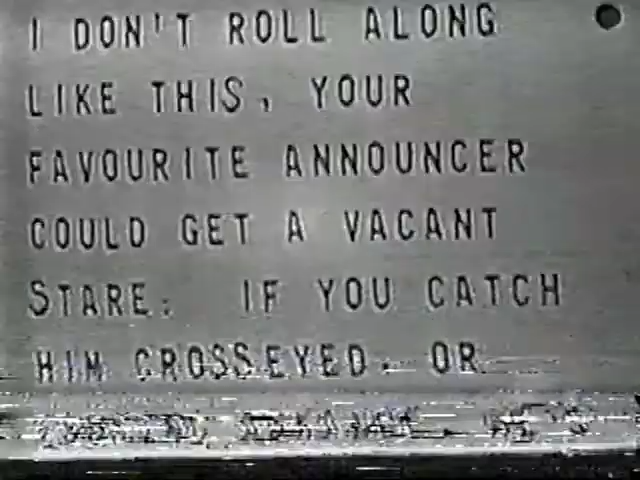 I DON'T ROLL ALONG
LIKE THIS, YOUR
FAVOURITE ANNOUNCER
COULD GET A VACANT
STARE. IF YOU CATCH
HIM CROSSEYED. OR